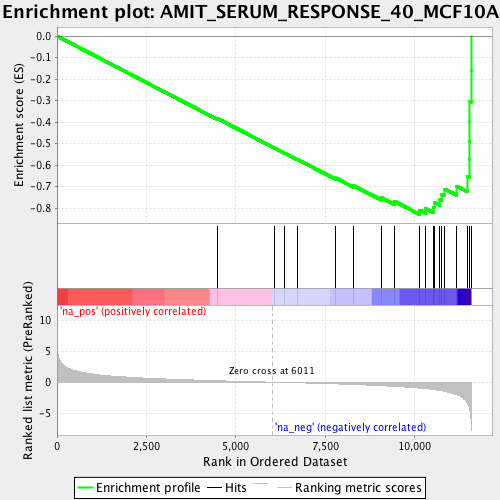 Enrichment plot: AMIT_SERUM_RESPONSE_40_MCF10A
Enrichment score (ES)
0.0
-0.1
-0.2
-0.3
-0.4
-0.5
-0.6
-0.7
-0.8
'na_pos' (positively correlated)
Ranked list metric (PreRanked)
10
5
0
-5
Zero cross at 6011
'na_neg' (negatively correlated)
0 2,500 5,000 7,500 10,000
Rank in Ordered Dataset
Enrichment profile Hits Ranking metric scores